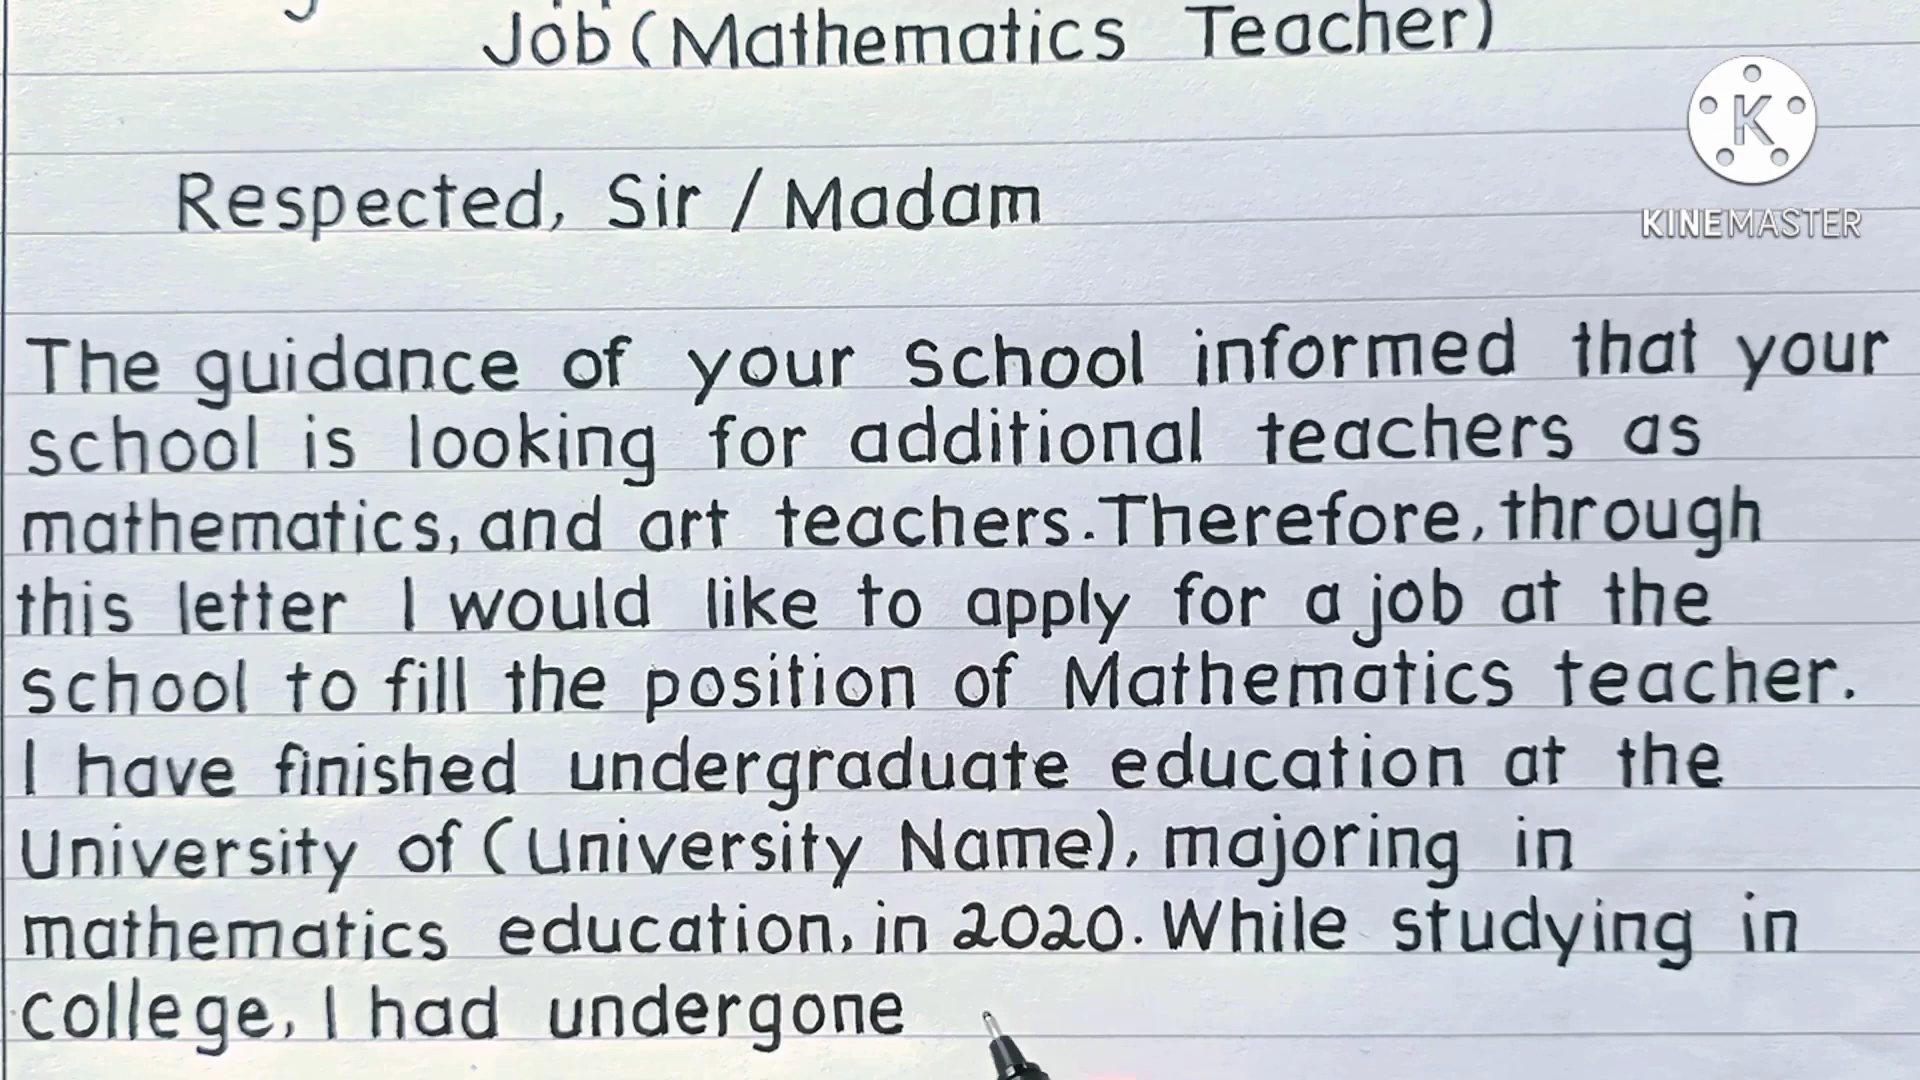 Job (Mathematics Teacher)
K
KINEMASTER
Respected, Sir / Madam
The guidance of your school informed that your
school is looking for additional teachers as
mathematics, and art teachers. Therefore, through
this letter I would like to apply for a job at the
school to fill the position of Mathematics teacher.
I have finished undergraduate education at the
University of (University Name), majoring in
mathematics education, in 2020. While studying in
college, I had undergone